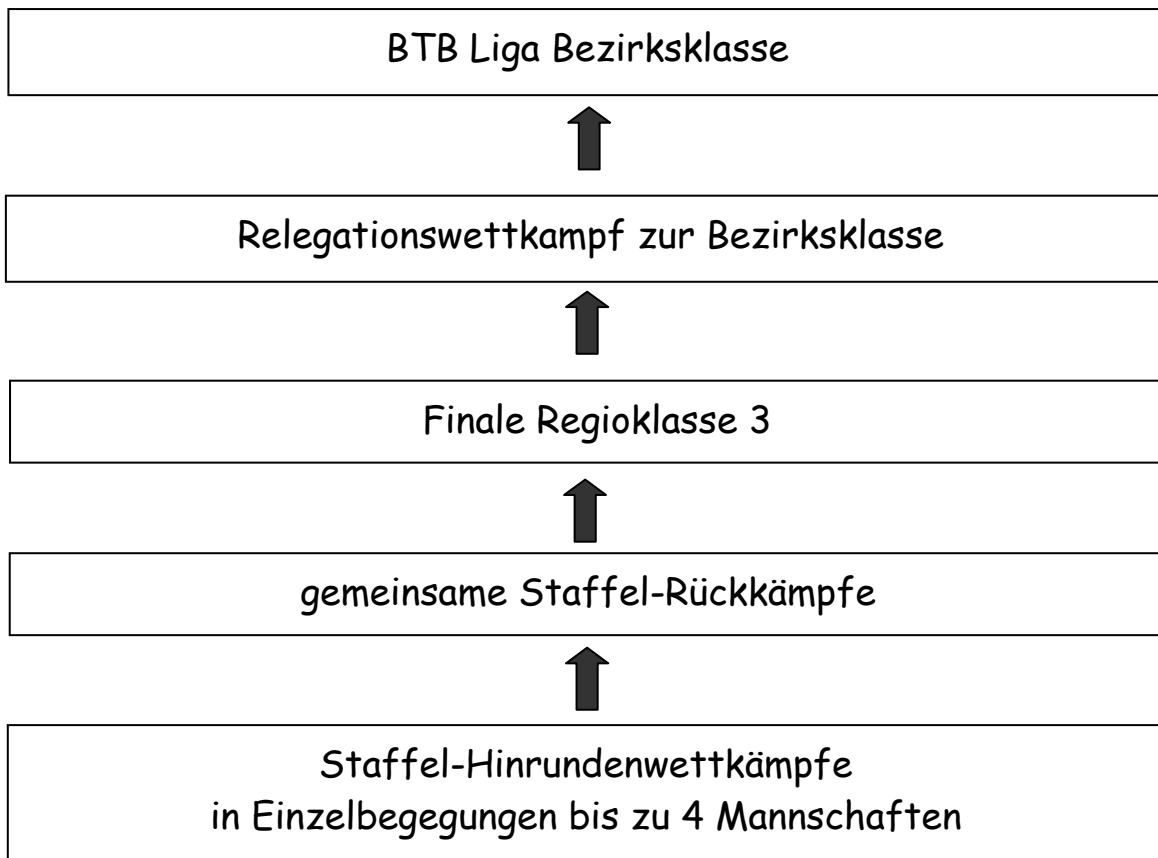 BTB Liga Bezirksklasse
Relegationswettkampf zur Bezirksklasse
Finale Regioklasse 3
gemeinsame Staffel-Rückkämpfe
Staffel-Hinrundenwettkämpfe
in Einzelbegegungen bis zu 4 Mannschaften